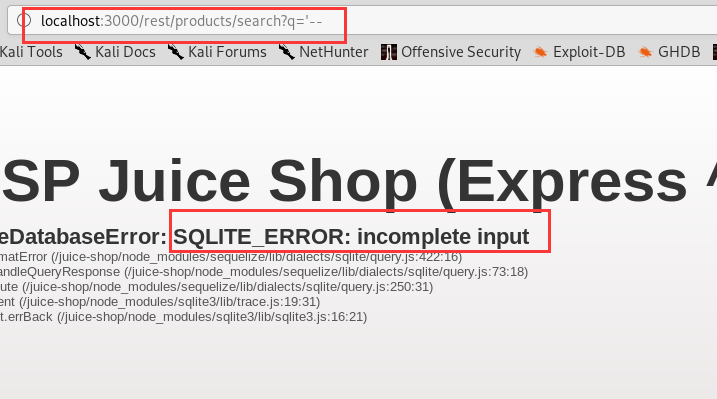 localhost:3000/rest/products/search?q='--
Kali Tools Kali Docs Kali Forums NetHunter Offensive Security Exploit-DB GHDB
SP Juice Shop (Express ^
eDatabaseError: SQLITE_ERROR: incomplete input
matError (/juice-shop/node_modules/sequelize/lib/dialects/sqlite/query.js:422:16)
andleQueryResponse (/juice-shop/node_modules/sequelize/lib/dialects/sqlite/query.js:73:18)
ute (/juice-shop/node_modules/sequelize/lib/dialects/sqlite/query.js:250:31)
ent (/juice-shop/node_modules/sqlite3/lib/trace.js:19:31)
t.errBack (/juice-shop/node_modules/sqlite3/lib/sqlite3.js:16:21)